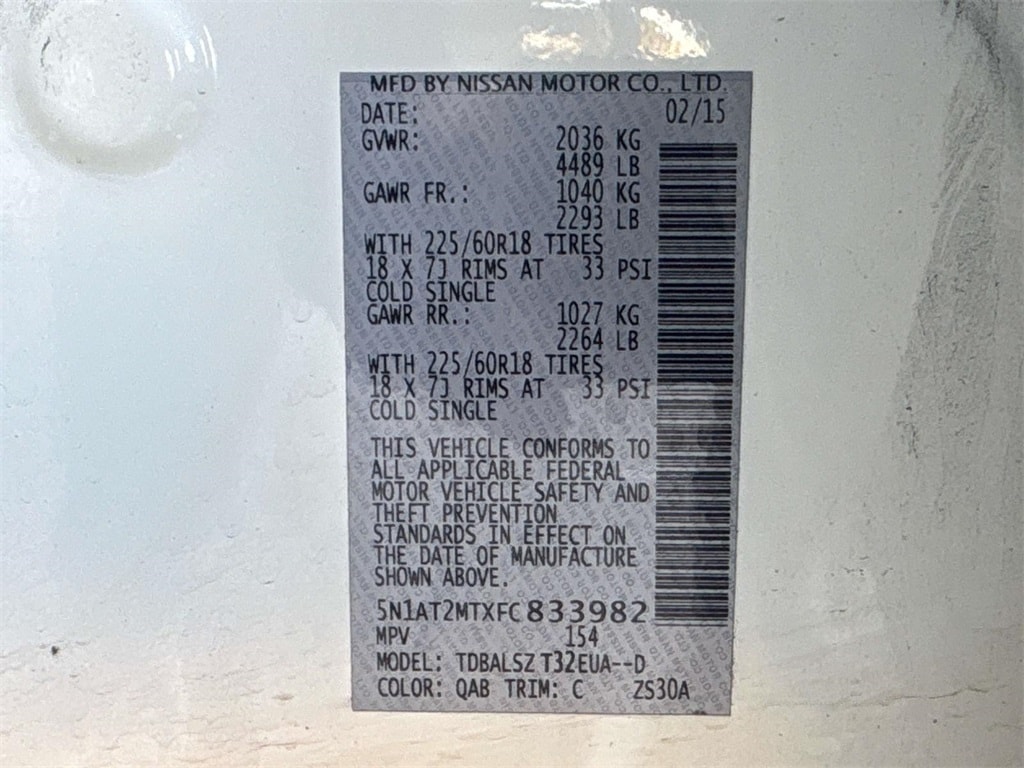 MFD BY NISSAN MOTOR CO., LTD.
DATE: 02/15
GVWR: 2036 KG
4489 LB
GAWR FR.: 1040 KG
2293 LB
WITH 225/60R18 TIRES
18 X 7J RIMS AT 33 PSI
COLD SINGLE
GAWR RR.: 1027 KG
2264 LB
WITH 225/60R18 TIRES
18 X 7J RIMS AT 33 PSI
COLD SINGLE
THIS VEHICLE CONFORMS TO
ALL APPLICABLE FEDERAL
MOTOR VEHICLE SAFETY AND
THEFT PREVENTION
STANDARDS IN EFFECT ON
THE DATE OF MANUFACTURE
SHOWN ABOVE.
5N1AT2MTXFC833982
MPV 154
MODEL: TDBALSZ T32EUA--D
COLOR: QAB TRIM: C ZS30A